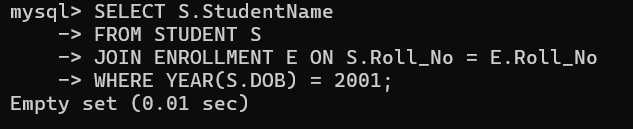 mysql> SELECT S.StudentName
    -> FROM STUDENT S
    -> JOIN ENROLLMENT E ON S.Roll_No = E.Roll_No
    -> WHERE YEAR(S.DOB) = 2001;
Empty set (0.01 sec)